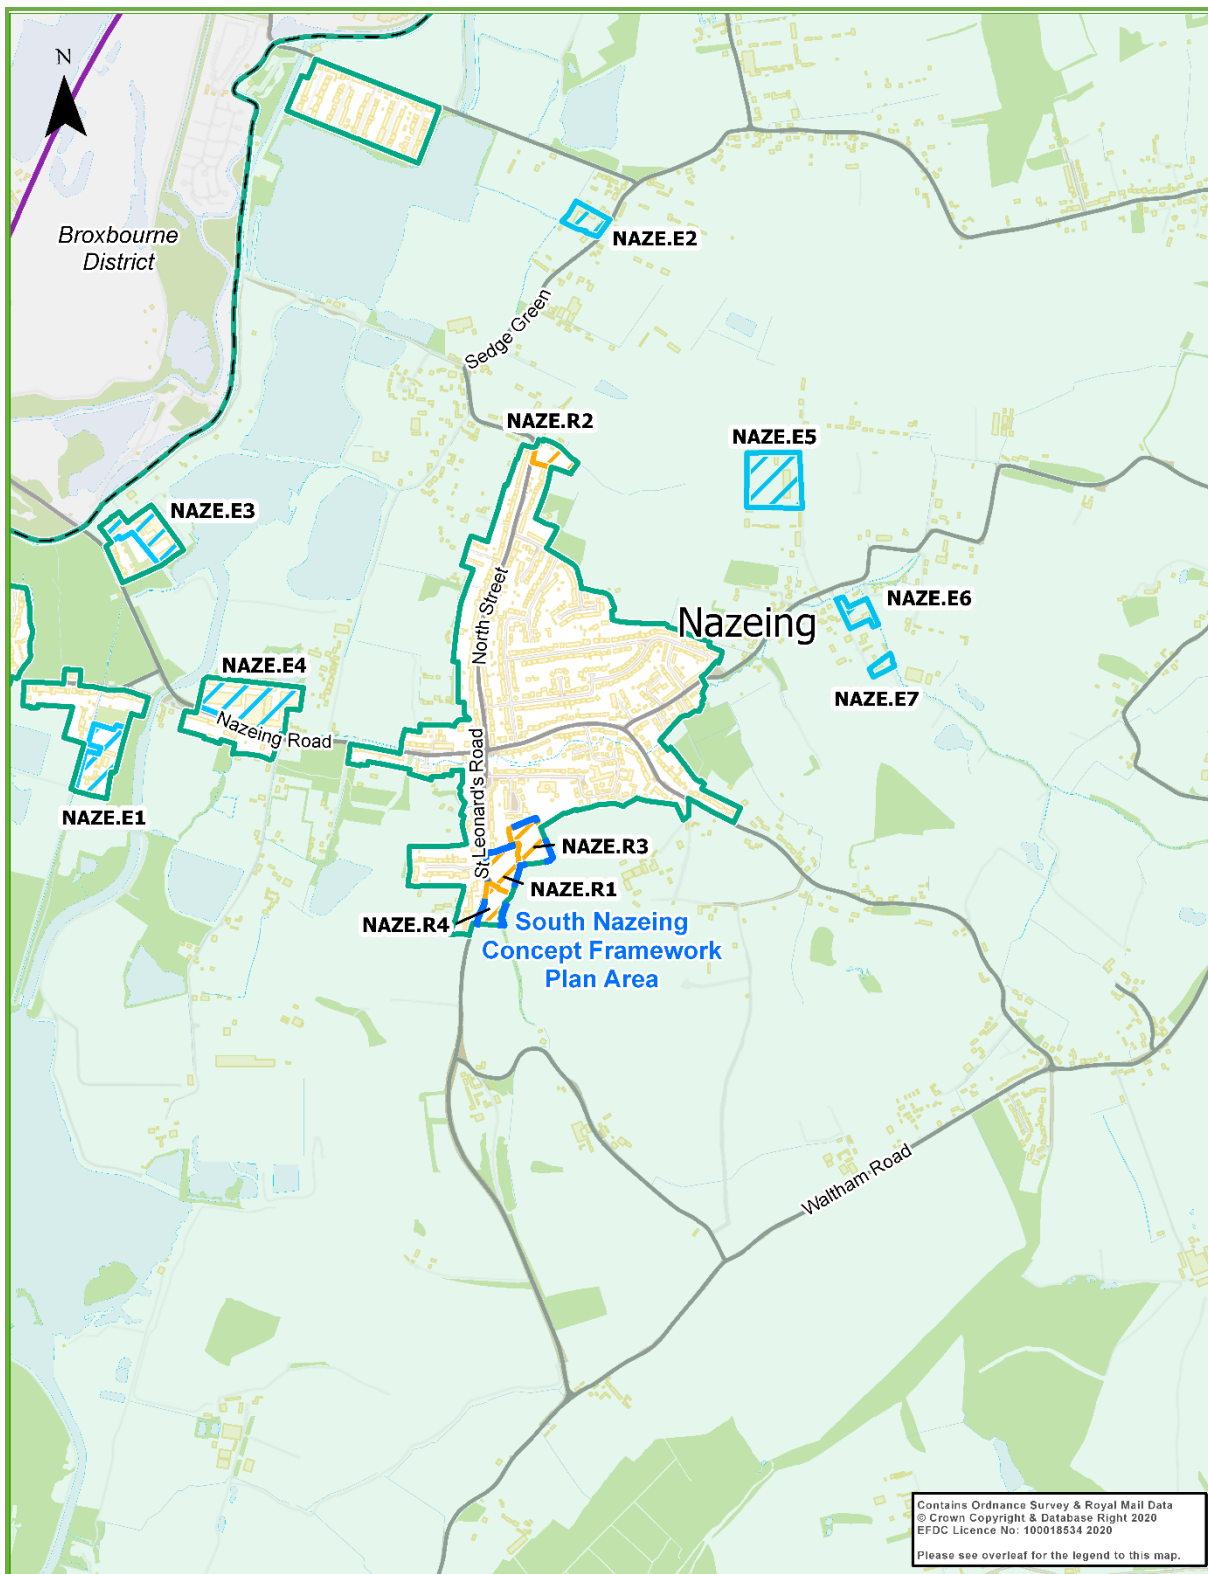 N
Broxbourne
District
NAZE.E2
Sedge Green
NAZE.R2
NAZE.E5
NAZE.E3
North Street
NAZE.E6
Nazeing
NAZE.E4
NAZE.E7
Nazeing Road
St Leonard's Road
NAZE.E1
NAZE.R3
NAZE.R1
NAZE.R4
South Nazeing
Concept Framework
Plan Area
Waltham Road
Contains Ordnance Survey & Royal Mail Data
© Crown Copyright & Database Right 2020
EFDC Licence No: 100018534 2020
Please see overleaf for the legend to this map.